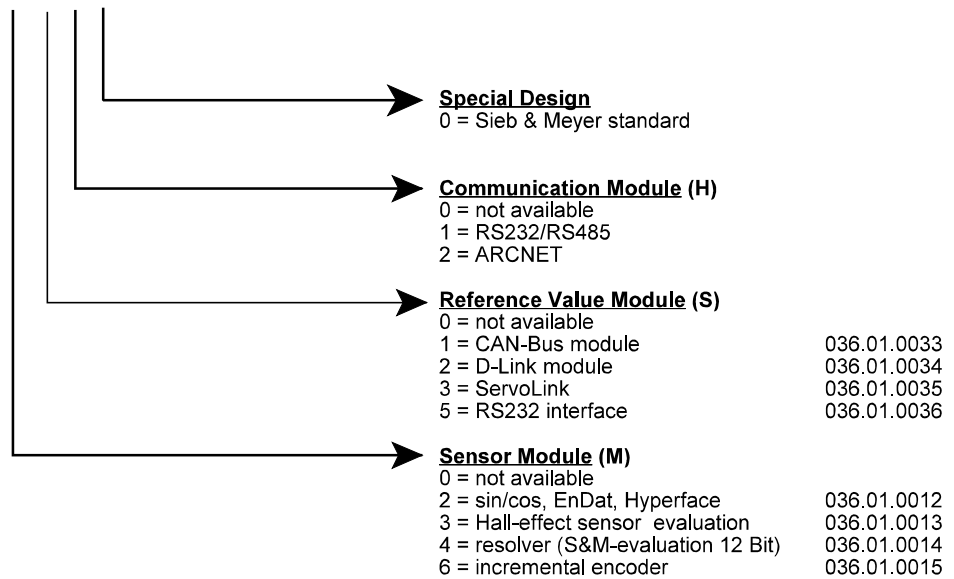 Special Design
0 = Sieb & Meyer standard
Communication Module (H)
0 = not available
1 = RS232/RS485
2 = ARCNET
Reference Value Module (S)
0 = not available
1 = CAN-Bus module 036.01.0033
2 = D-Link module 036.01.0034
3 = ServoLink 036.01.0035
5 = RS232 interface 036.01.0036
Sensor Module (M)
0 = not available
2 = sin/cos, EnDat, Hyperface 036.01.0012
3 = Hall-effect sensor evaluation 036.01.0013
4 = resolver (S&M-evaluation 12 Bit) 036.01.0014
6 = incremental encoder 036.01.0015